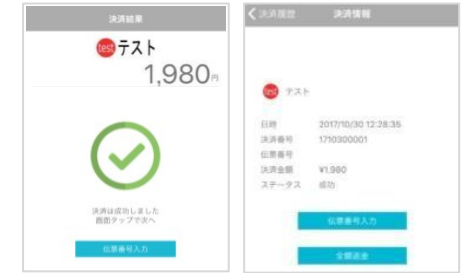 決済結果
test テスト
1,980円
決済は成功しました
画面タップで次へ
伝票番号入力
決済履歴 決済情報
test テスト
日時 2017/10/30 12:28:35
決済番号 1710300001
伝票番号
決済金額 ¥1,980
ステータス 成功
伝票番号入力
全額返金